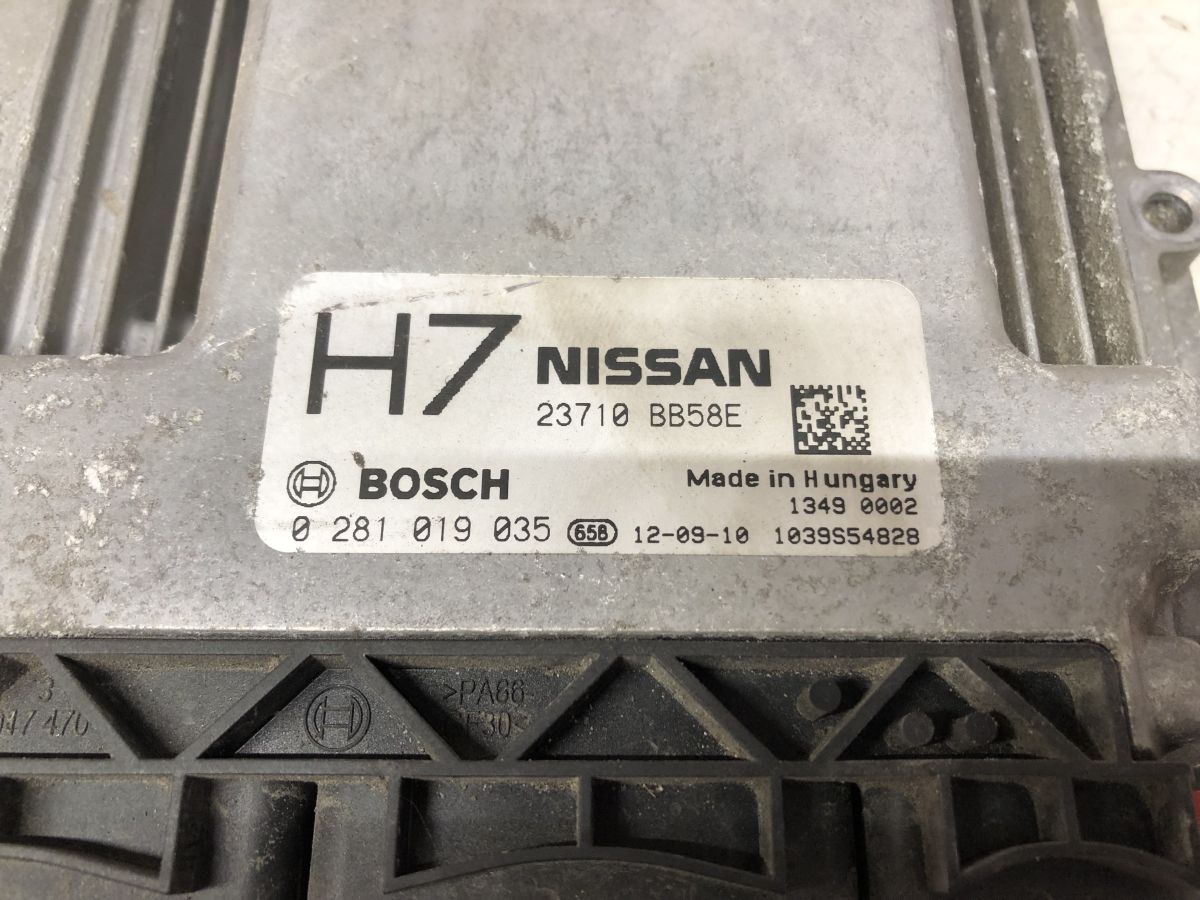 H7 NISSAN
23710 BB58E
BOSCH
Made in Hungary
1349 0002
0 281 019 035 658 12-09-10 1039S54828
3
>PA66-